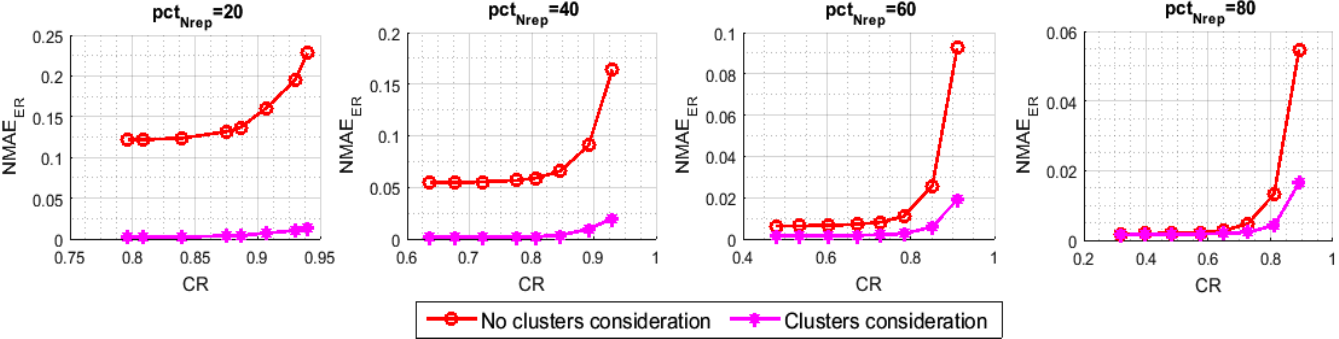 pct_Nrep=20
NMAE_ER
0.25
0.2
0.15
0.1
0.05
0
0.75
0.8
0.85
0.9
0.95
CR
pct_Nrep=40
NMAE_ER
0.2
0.15
0.1
0.05
0
0.6
0.7
0.8
0.9
1
CR
pct_Nrep=60
NMAE_ER
0.1
0.08
0.06
0.04
0.02
0
0.4
0.6
0.8
1
CR
pct_Nrep=80
NMAE_ER
0.06
0.04
0.02
0
0.2
0.4
0.6
0.8
1
CR
No clusters consideration
Clusters consideration